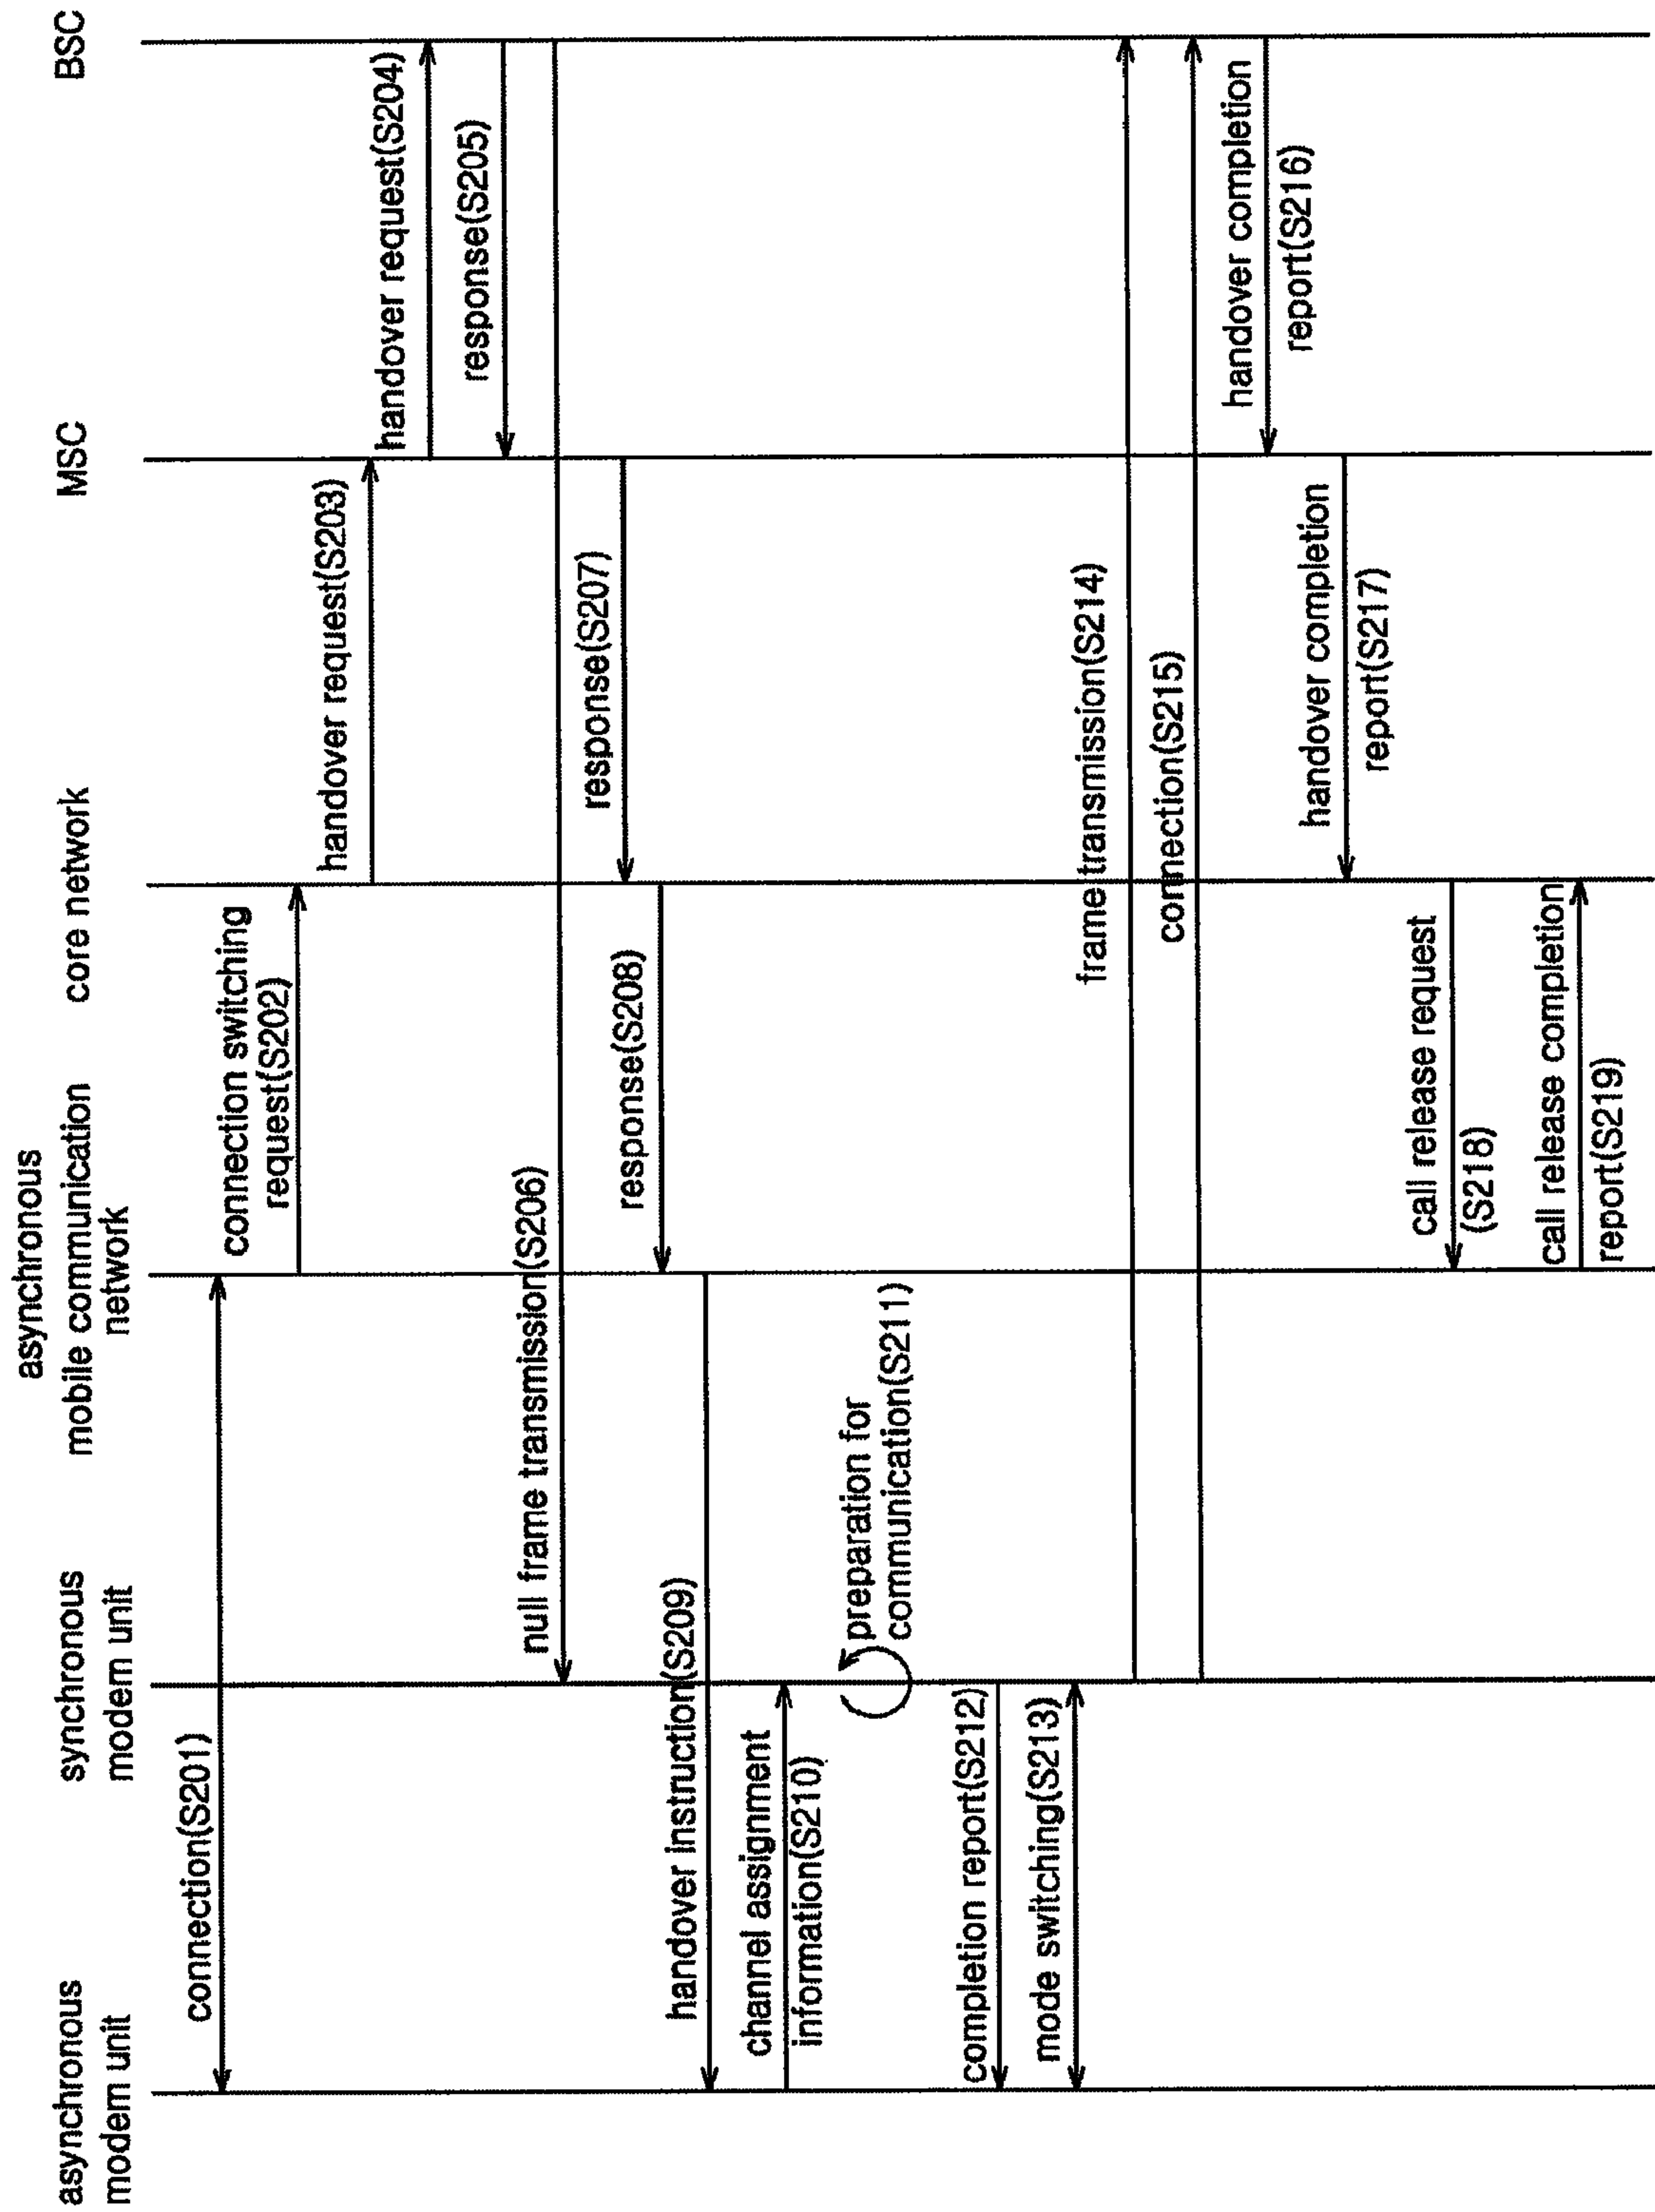 asynchronous
modem unit
synchronous
modem unit
asynchronous
mobile communication
network
core network
MSC
BSC
connection(S201)
connection switching
request(S202)
handover request(S203)
handover request(S204)
response(S205)
null frame transmission(S206)
response(S207)
response(S208)
handover instruction(S209)
channel assignment
information(S210)
preparation for
communication(S211)
completion report(S212)
mode switching(S213)
frame transmission(S214)
connection(S215)
handover completion
report(S216)
handover completion
report(S217)
call release request
(S218)
call release completion
report(S219)